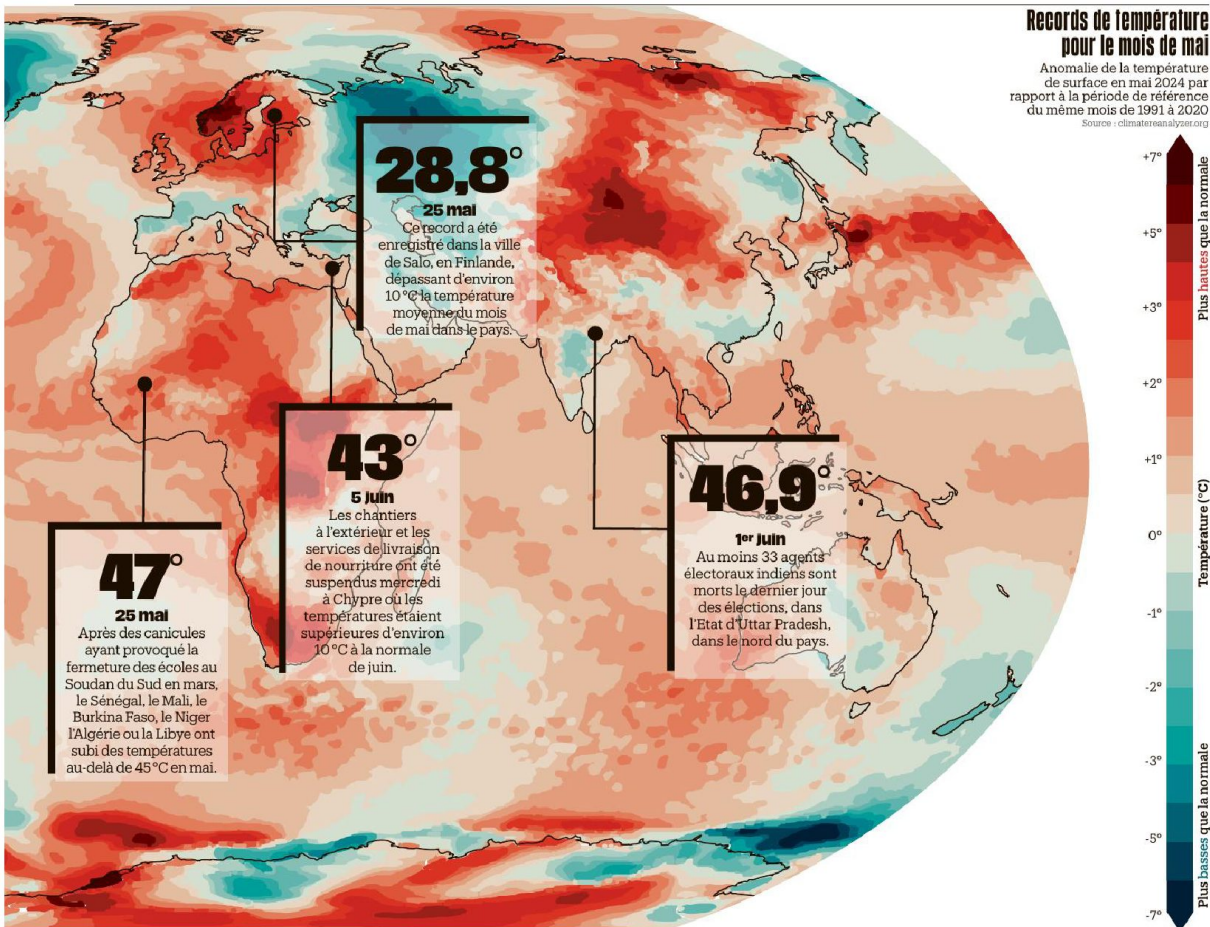 Records de température
pour le mois de mai
Anomalie de la température
de surface en mai 2024 par
rapport à la période de référence
du même mois de 1991 à 2020
Source : climatereanalyzer.org
28,8°
25 mai
Ce record a été
enregistré dans la ville
de Salo, en Finlande,
dépassant d'environ
10 °C la température
moyenne du mois
de mai dans le pays.
43°
5 juin
Les chantiers
à l'extérieur et les
services de livraison
de nourriture ont été
suspendus mercredi
à Chypre où les
températures étaient
supérieures d'environ
10 °C à la normale
de juin.
46,9°
1er juin
Au moins 33 agents
électoraux indiens sont
morts le dernier jour
des élections, dans
l'Etat d'Uttar Pradesh,
dans le nord du pays.
47°
25 mai
Après des canicules
ayant provoqué la
fermeture des écoles au
Soudan du Sud en mars,
le Sénégal, le Mali, le
Burkina Faso, le Niger
l'Algérie ou la Libye ont
subi des températures
au-delà de 45 °C en mai.
+7°
+5°
+3°
+2°
+1°
0°
-1°
-2°
-3°
-5°
-7°
Plus hautes que la normale
Température (°C)
Plus basses que la normale